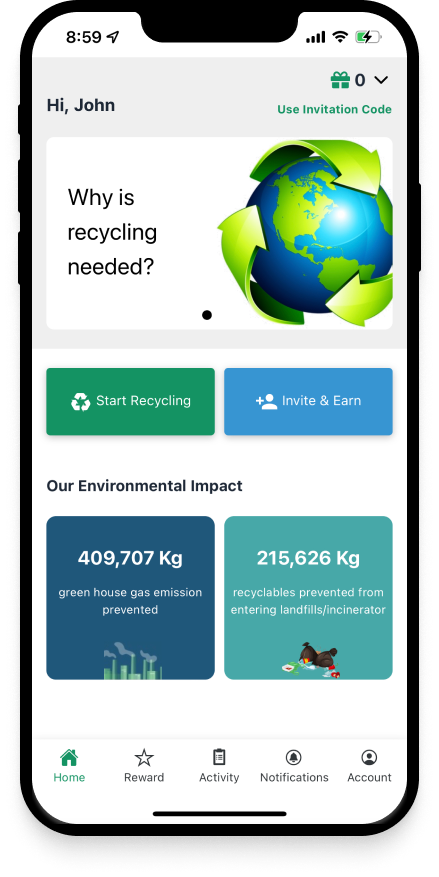 8:59
0
Hi, John
Use Invitation Code
Why is
recycling
needed?
Start Recycling
Invite & Earn
Our Environmental Impact
409,707 Kg
green house gas emission
prevented
215,626 Kg
recyclables prevented from
entering landfills/incinerator
Home
Reward
Activity
Notifications
Account